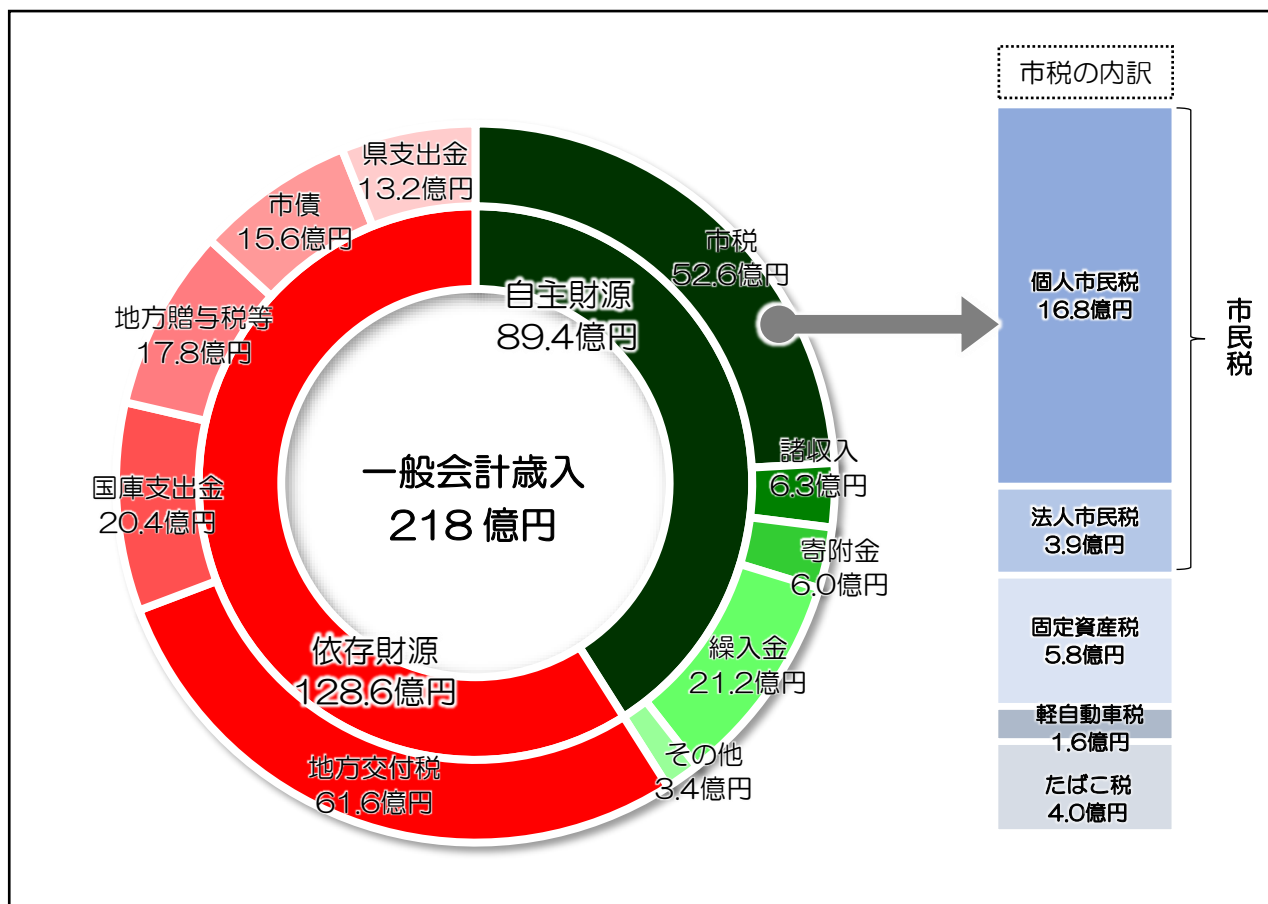 市税の内訳
県支出金
13.2億円
市債
15.6億円
地方贈与税等
17.8億円
国庫支出金
20.4億円
地方交付税
61.6億円
市税
52.6億円
諸収入
6.3億円
寄附金
6.0億円
繰入金
21.2億円
その他
3.4億円
自主財源
89.4億円
依存財源
128.6億円
一般会計歳入
218 億円
個人市民税
16.8億円
法人市民税
3.9億円
市民税
固定資産税
5.8億円
軽自動車税
1.6億円
たばこ税
4.0億円